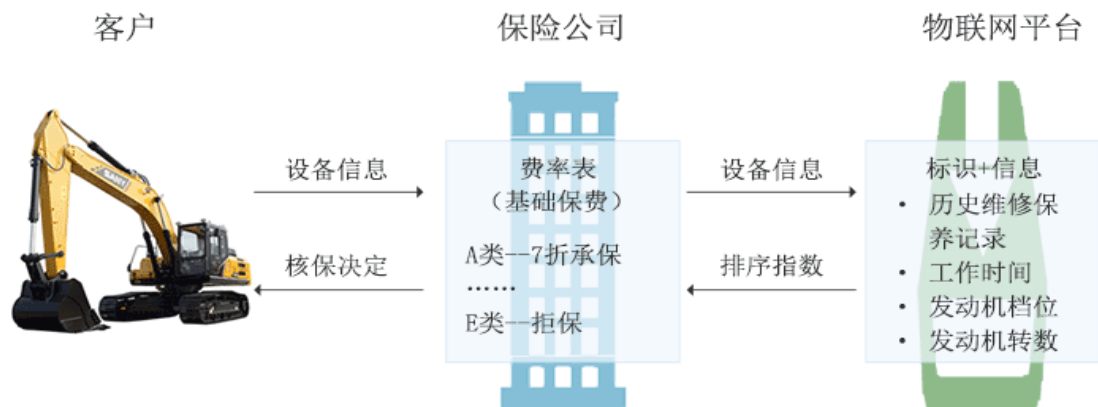 客户
保险公司
物联网平台
SANY
设备信息
核保决定
费率表
（基础保费）
A类--7折承保
……
E类--拒保
设备信息
排序指数
标识+信息
• 历史维修保
养记录
• 工作时间
• 发动机档位
• 发动机转数